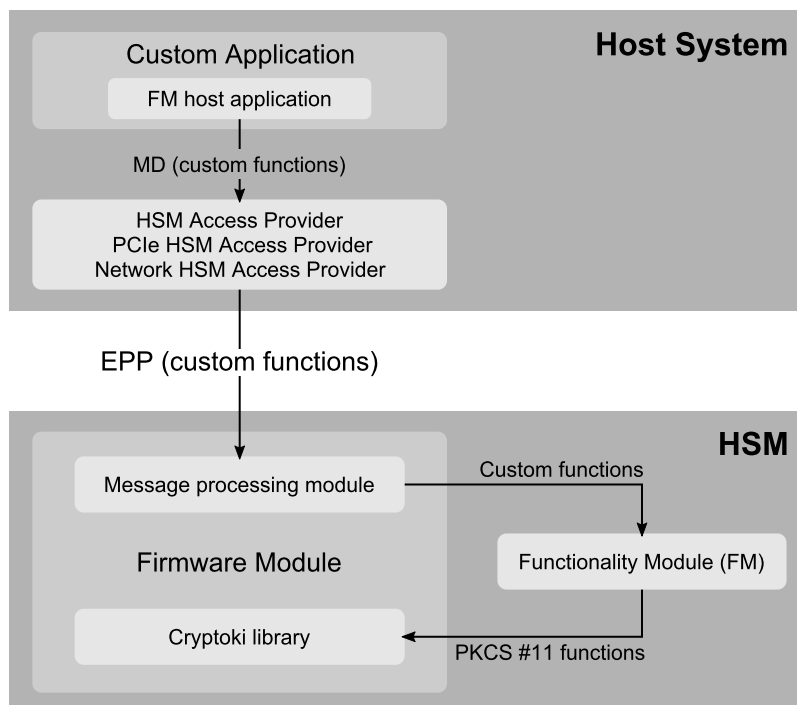 Host System
Custom Application
FM host application
MD (custom functions)
HSM Access Provider
PCIe HSM Access Provider
Network HSM Access Provider
EPP (custom functions)
HSM
Custom functions
Message processing module
Firmware Module
Functionality Module (FM)
Cryptoki library
PKCS #11 functions